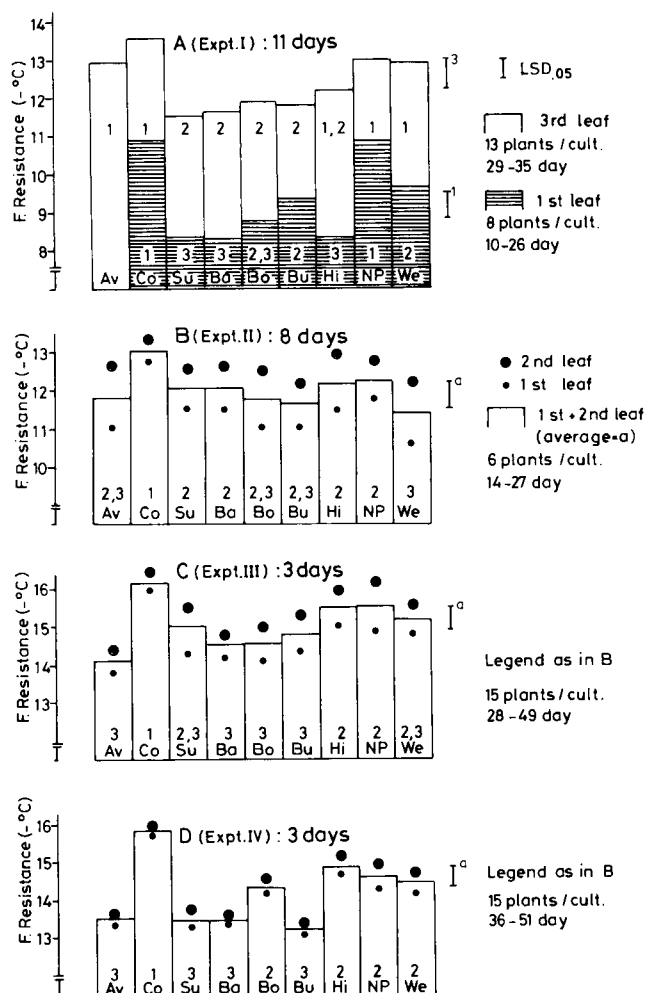 A (Expt.I) : 11 days
F. Resistance (-°C)
14
13
12
11
10
9
8
1 1 2 2 2 2 1,2 1 1
1 3 3 2,3 2 3 1 2
Av Co Su Ba Bo Bu Hi NP We
3
1
I LSD.05
3rd leaf
13 plants / cult.
29-35 day
1st leaf
8 plants / cult.
10-26 day
B (Expt.II) : 8 days
F. Resistance (-°C)
13
12
11
10
2,3 1 2 2 2,3 2,3 2 2 3
Av Co Su Ba Bo Bu Hi NP We
a
2nd leaf
1st leaf
1st + 2nd leaf
(average=a)
6 plants / cult.
14-27 day
C (Expt.III) : 3 days
F. Resistance (-°C)
16
15
14
13
3 1 2,3 3 3 3 2 2 2,3
Av Co Su Ba Bo Bu Hi NP We
a
Legend as in B
15 plants / cult.
28-49 day
D (Expt.IV) : 3 days
F. Resistance (-°C)
16
15
14
13
3 1 3 3 2 3 2 2 2
Av Co Su Ba Bo Bu Hi NP We
a
Legend as in B
15 plants / cult.
36-51 day